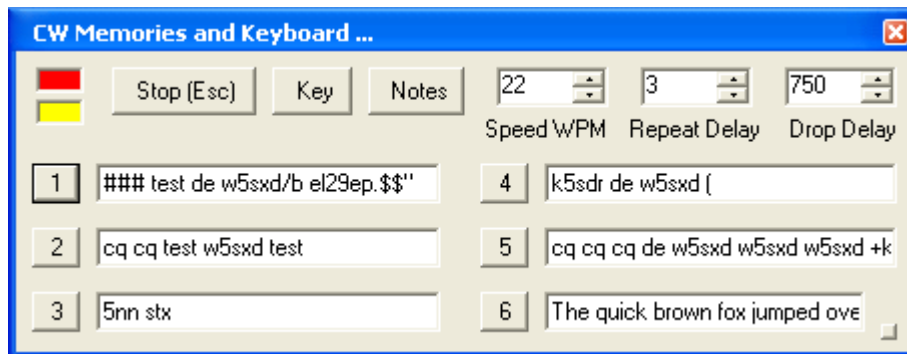 CW Memories and Keyboard ...
Stop (Esc) Key Notes 22 3 750
Speed WPM Repeat Delay Drop Delay
1 ### test de w5sxd/b el29ep.$$" 4 k5sdr de w5sxd (
2 cq cq test w5sxd test 5 cq cq cq de w5sxd w5sxd w5sxd +k
3 5nn stx 6 The quick brown fox jumped ove